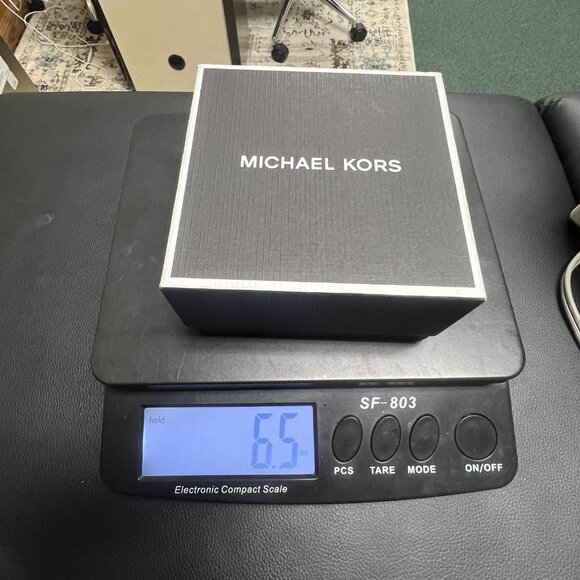 MICHAEL KORS
SF-803
hold
6.5 oz
PCS TARE MODE ON/OFF
Electronic Compact Scale